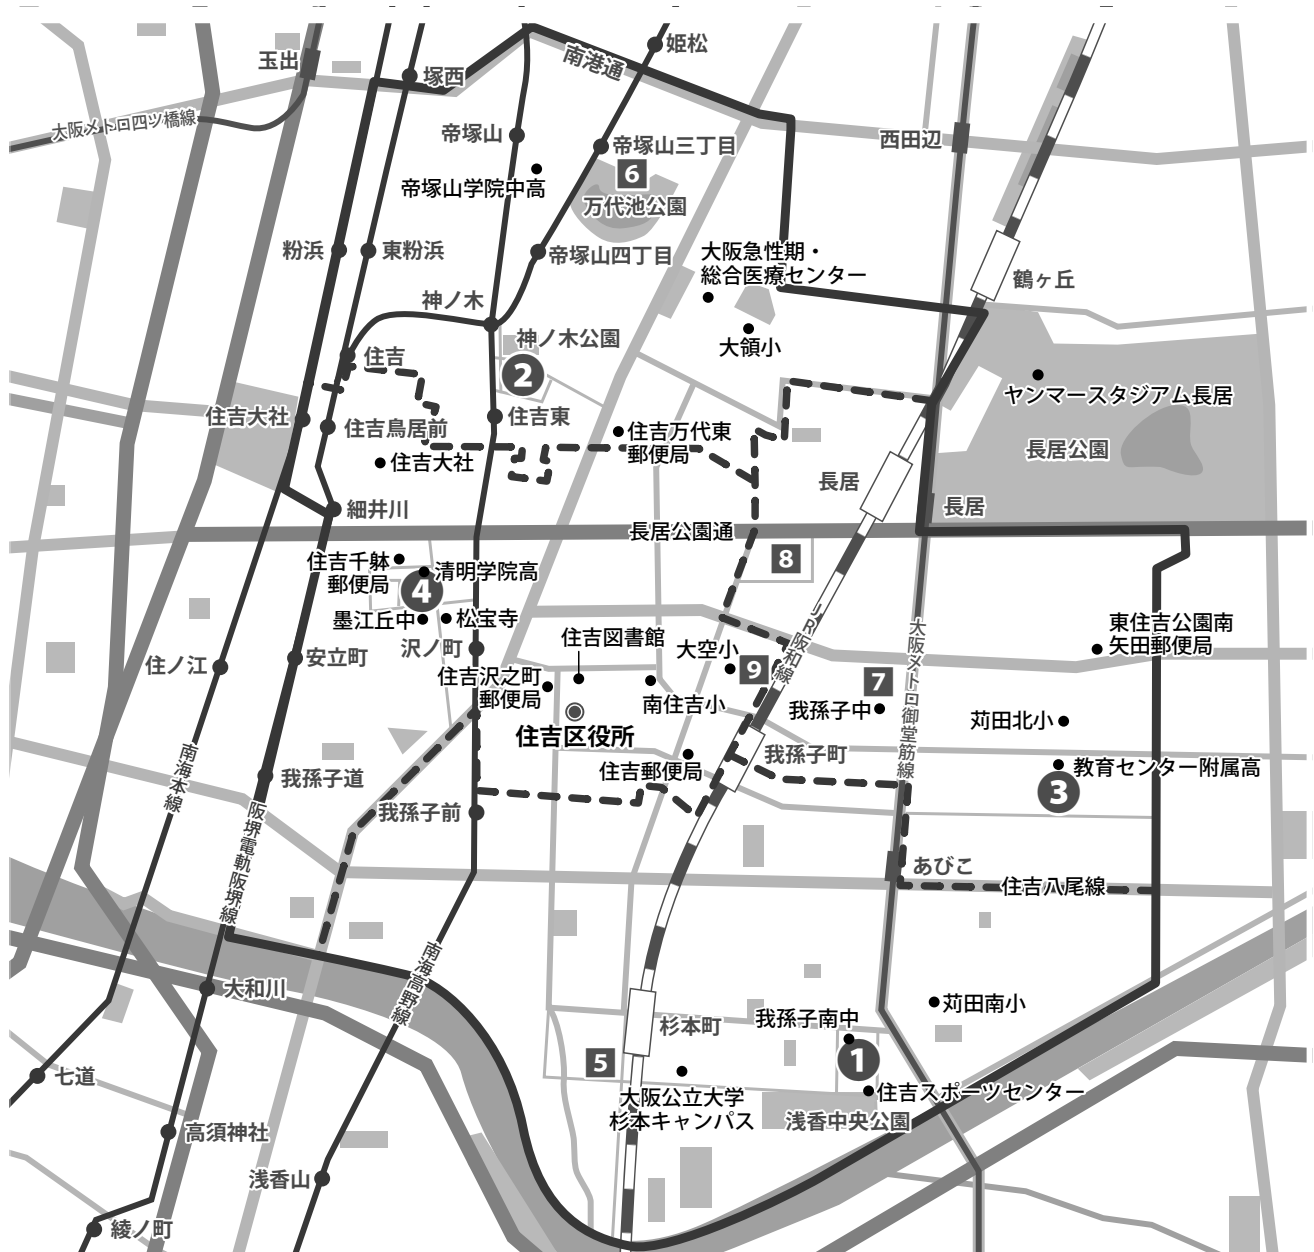 玉出
塚西
姫松
南港通
大阪メトロ四ツ橋線
帝塚山
帝塚山三丁目
西田辺
6
帝塚山学院中高
万代池公園
粉浜
東粉浜
帝塚山四丁目
大阪急性期・
総合医療センター
鶴ヶ丘
神ノ木
神ノ木公園
大領小
住吉
2
ヤンマースタジアム長居
住吉大社
住吉鳥居前
住吉東
住吉万代東
郵便局
長居公園
住吉大社
長居
長居
細井川
長居公園通
住吉千躰
郵便局
清明学院高
4
8
墨江丘中
松宝寺
JR阪和線
大阪メトロ御堂筋線
東住吉公園南
矢田郵便局
住吉図書館
沢ノ町
大空小
安立町
住ノ江
住吉沢之町
郵便局
9
7
南住吉小
我孫子中
苅田北小
住吉区役所
南海本線
我孫子町
住吉郵便局
教育センター附属高
3
我孫子道
我孫子前
阪堺電軌阪堺線
あびこ
住吉八尾線
南海高野線
大和川
苅田南小
杉本町
我孫子南中
1
5
七道
住吉スポーツセンター
大阪公立大学
杉本キャンパス
浅香中央公園
高須神社
浅香山
綾ノ町